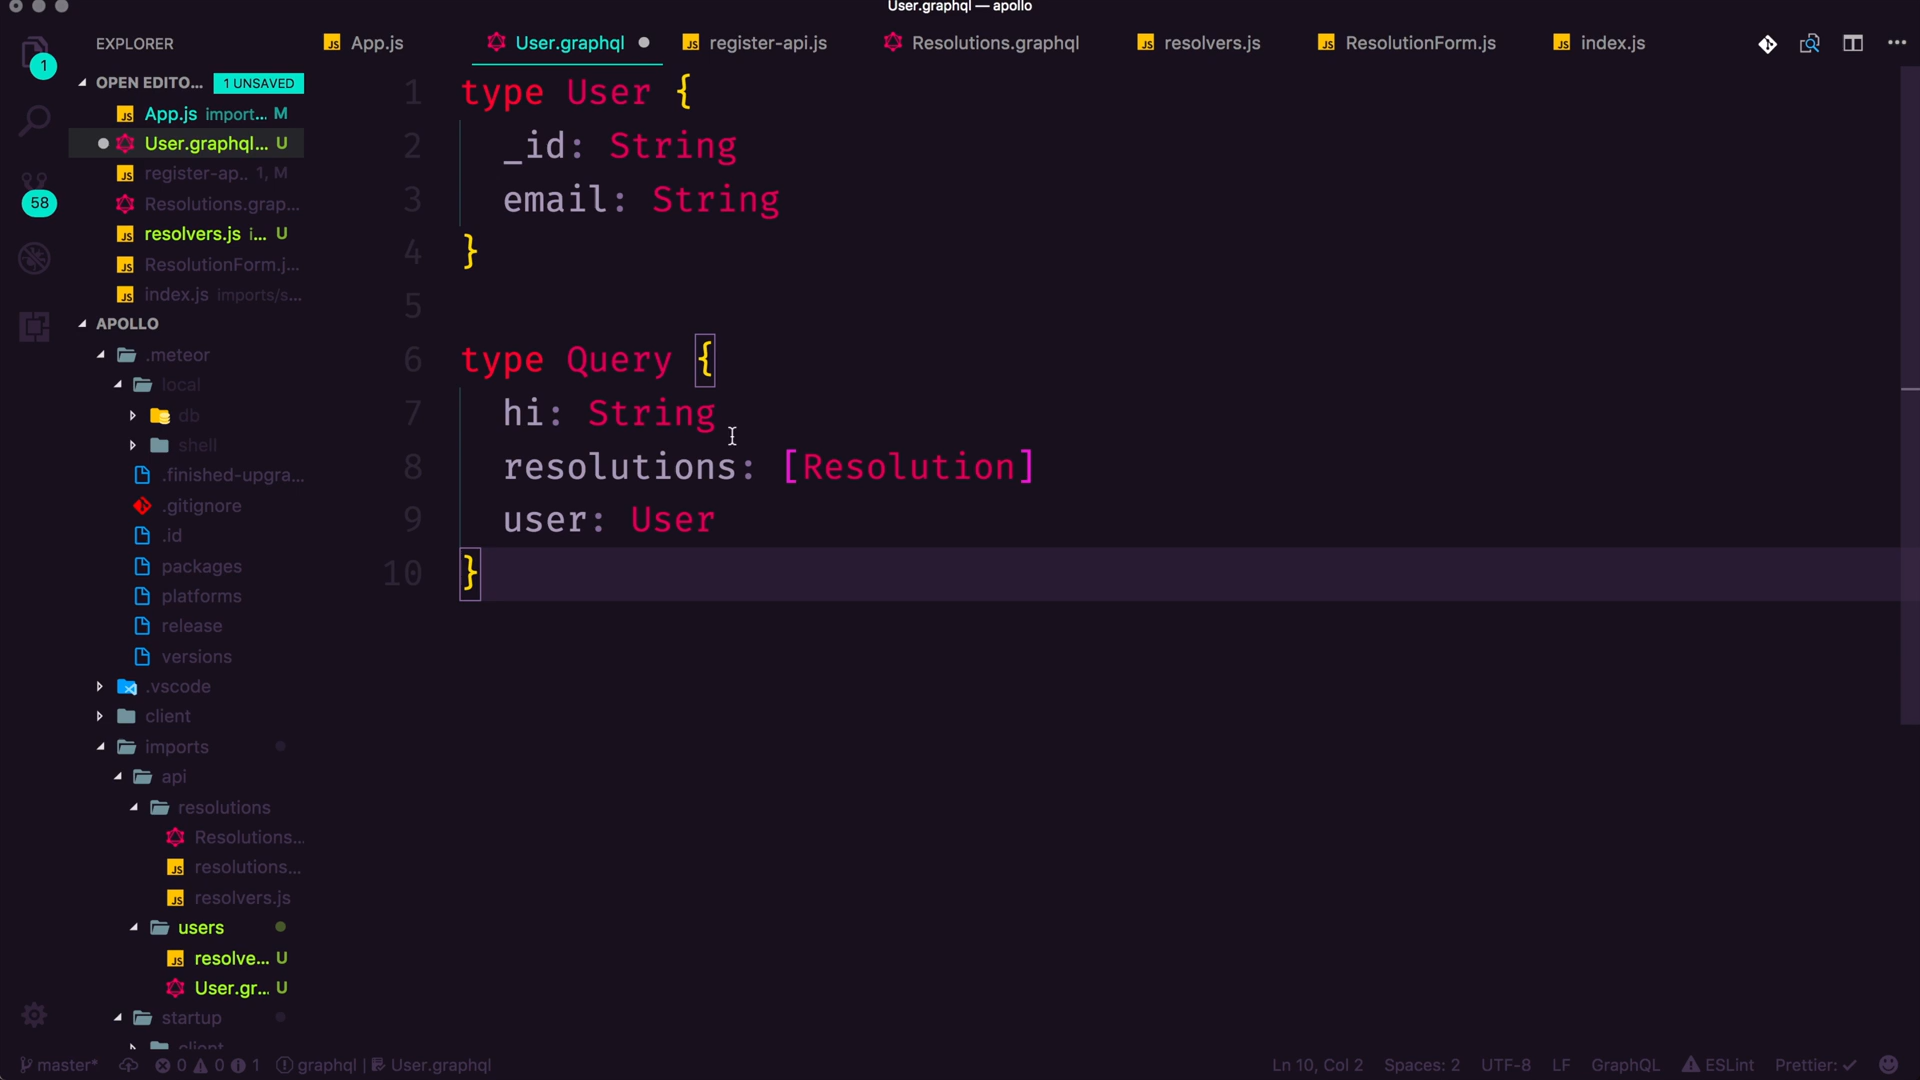 User.graphql — apollo
EXPLORER
App.js
User.graphql
register-api.js
Resolutions.graphql
resolvers.js
ResolutionForm.js
index.js
1
OPEN EDITO...
1 UNSAVED
App.js import... M
User.graphql... U
register-ap.. 1, M
Resolutions.grap...
resolvers.js i... U
ResolutionForm.j...
index.js imports/s...
58
APOLLO
.meteor
local
db
shell
.finished-upgra...
.gitignore
.id
packages
platforms
release
versions
.vscode
client
imports
api
resolutions
Resolutions...
resolutions...
resolvers.js
users
resolve... U
User.gr... U
startup
client
1 type User {
2 _id: String
3 email: String
4 }
5
6 type Query {
7 hi: String
8 resolutions: [Resolution]
9 user: User
10 }
master* 0 0 1 graphql | User.graphql
Ln 10, Col 2 Spaces: 2 UTF-8 LF GraphQL ESLint Prettier: ✓